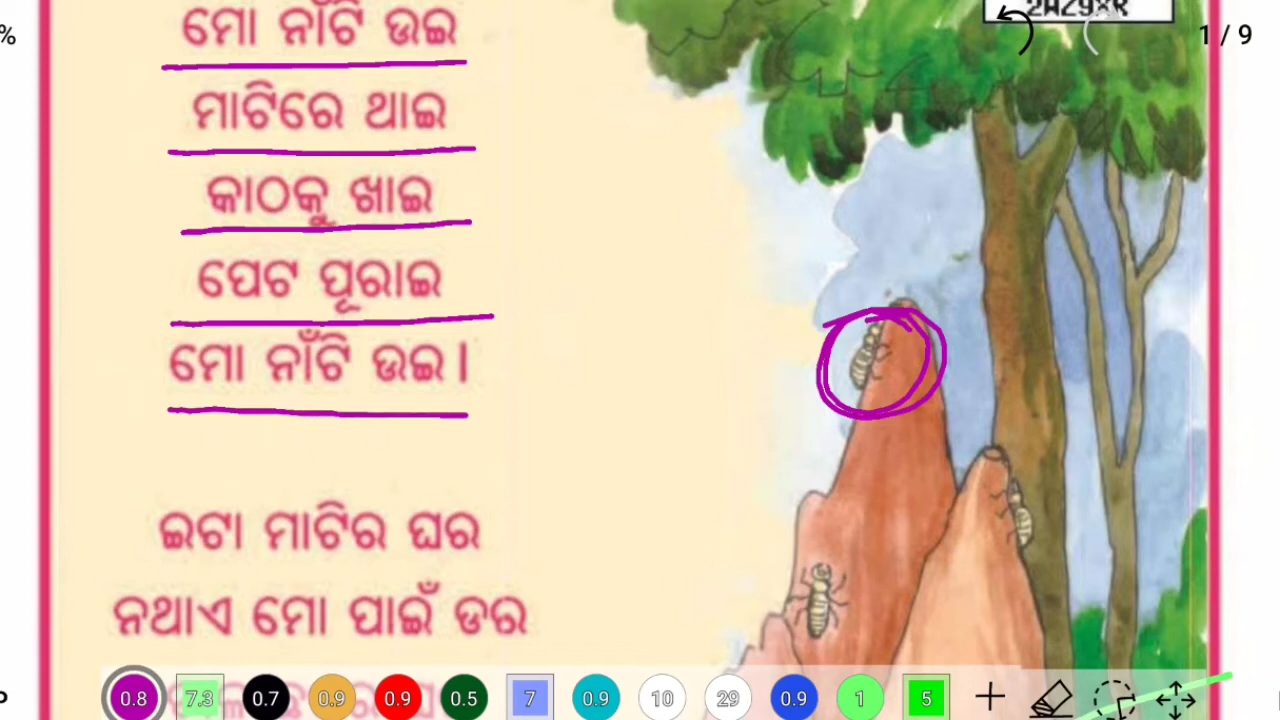 %
1 / 9
ମୋ ନାଁଟି ଉଇ
ମାଟିରେ ଥାଇ
କାଠକୁ ଖାଇ
ପେଟ ପୂରାଇ
ମୋ ନାଁଟି ଉଇ।
ଇଟା ମାଟିର ଘର
ନଥାଏ ମୋ ପାଇଁ ଡର
0.8 7.3 0.7 0.9 0.9 0.5 7 0.9 10 29 0.9 1 5